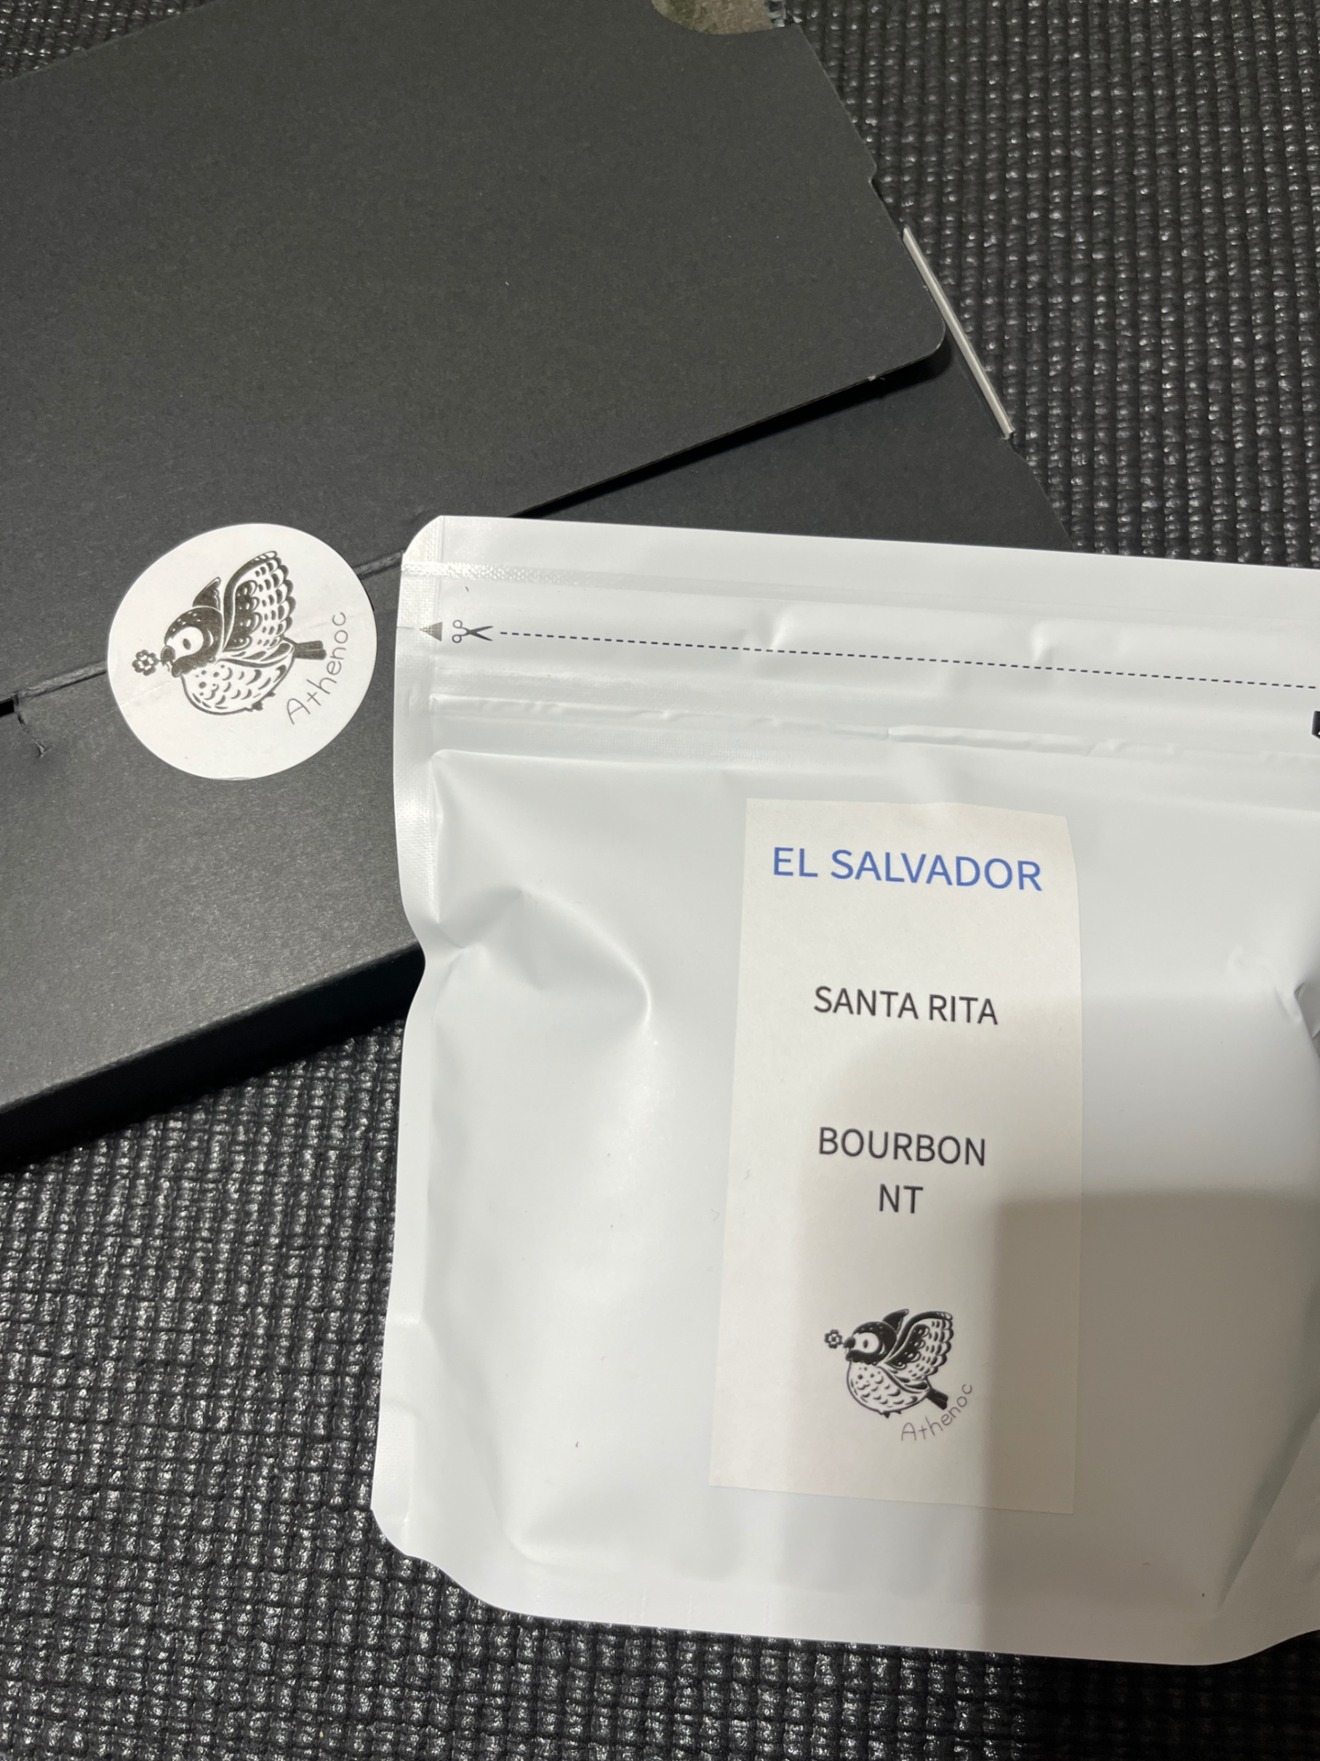 Athenoc
EL SALVADOR
SANTA RITA
BOURBON
NT
Athenoc